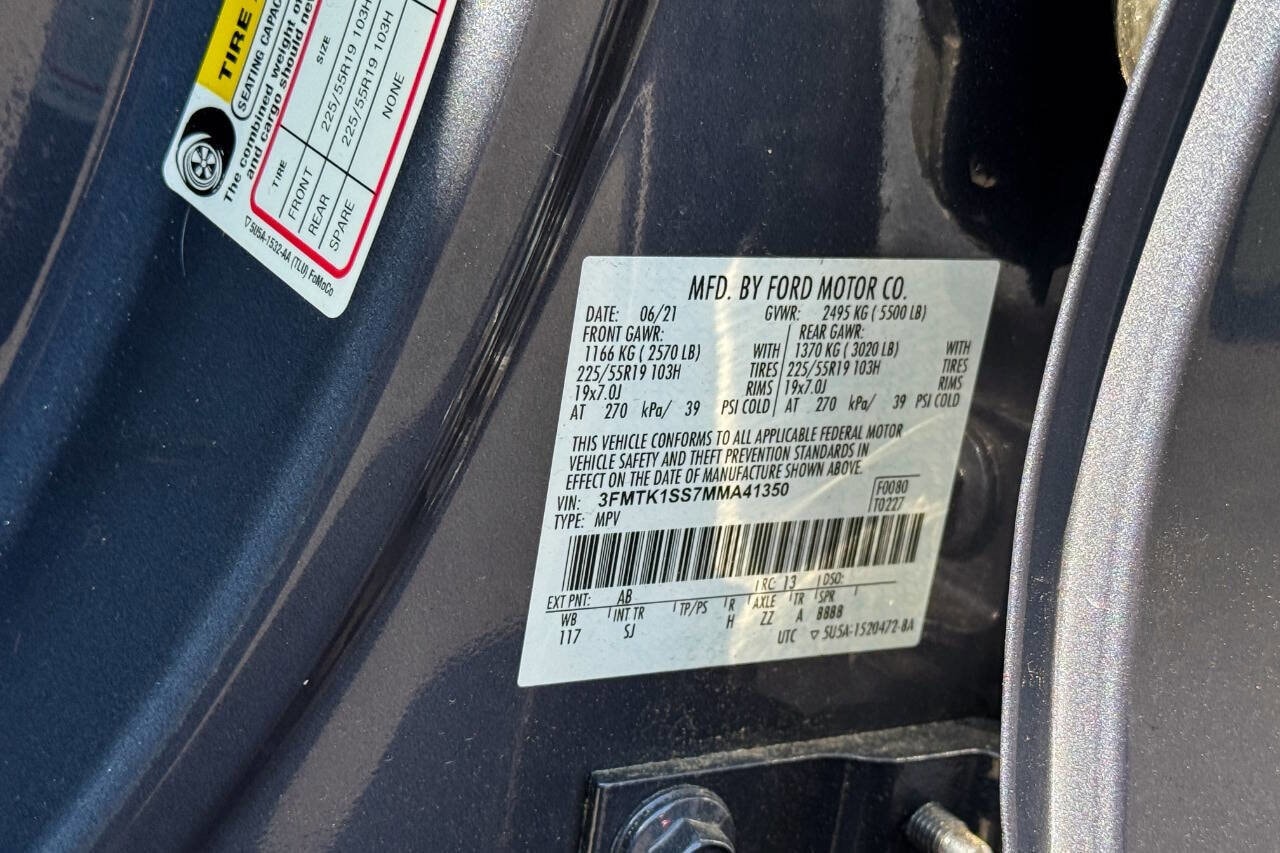 TIRE
SEATING CAPAC
The combined weight of
and cargo should nev
TIRE SIZE
FRONT 225/55R19 103H
REAR 225/55R19 103H
SPARE NONE
▽5U5A-1532-AA (TLU) FoMoCo
MFD. BY FORD MOTOR CO.
DATE: 06/21 GVWR: 2495 KG ( 5500 LB)
FRONT GAWR: REAR GAWR:
1166 KG ( 2570 LB) WITH 1370 KG ( 3020 LB) WITH
225/55R19 103H TIRES 225/55R19 103H TIRES
19x7.0J RIMS 19x7.0J RIMS
AT 270 kPa/ 39 PSI COLD AT 270 kPa/ 39 PSI COLD
THIS VEHICLE CONFORMS TO ALL APPLICABLE FEDERAL MOTOR
VEHICLE SAFETY AND THEFT PREVENTION STANDARDS IN
EFFECT ON THE DATE OF MANUFACTURE SHOWN ABOVE.
VIN: 3FMTK1SS7MMA41350 F0080
TYPE: MPV T0227
EXT PNT: AB RC: 13 DSO:
WB INT TR TP/PS R AXLE TR SPR
117 SJ H ZZ A BBBB
UTC ▽5U5A-1520472-BA